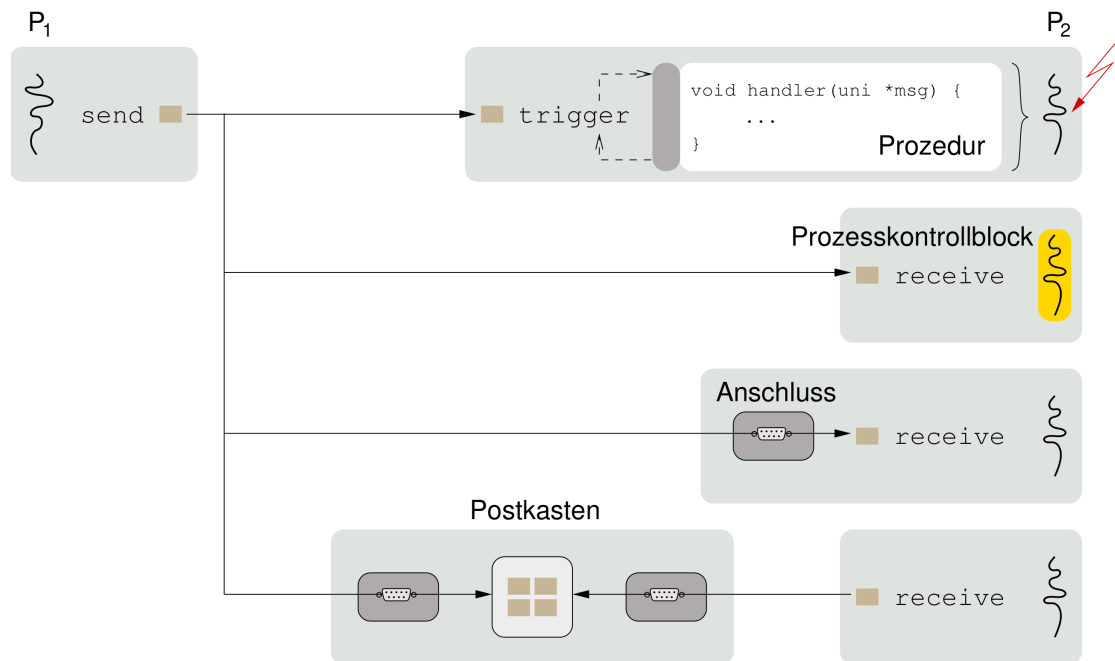 P1
P2
send
trigger
void handler(uni *msg) {
...
}
Prozedur
Prozesskontrollblock
receive
Anschluss
receive
Postkasten
receive